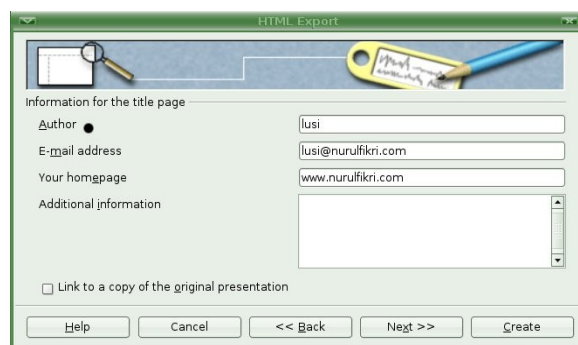 HTML Export
Information for the title page
Author lusi
E-mail address lusi@nurulfikri.com
Your homepage www.nurulfikri.com
Additional information
Link to a copy of the original presentation
Help Cancel << Back Next >> Create